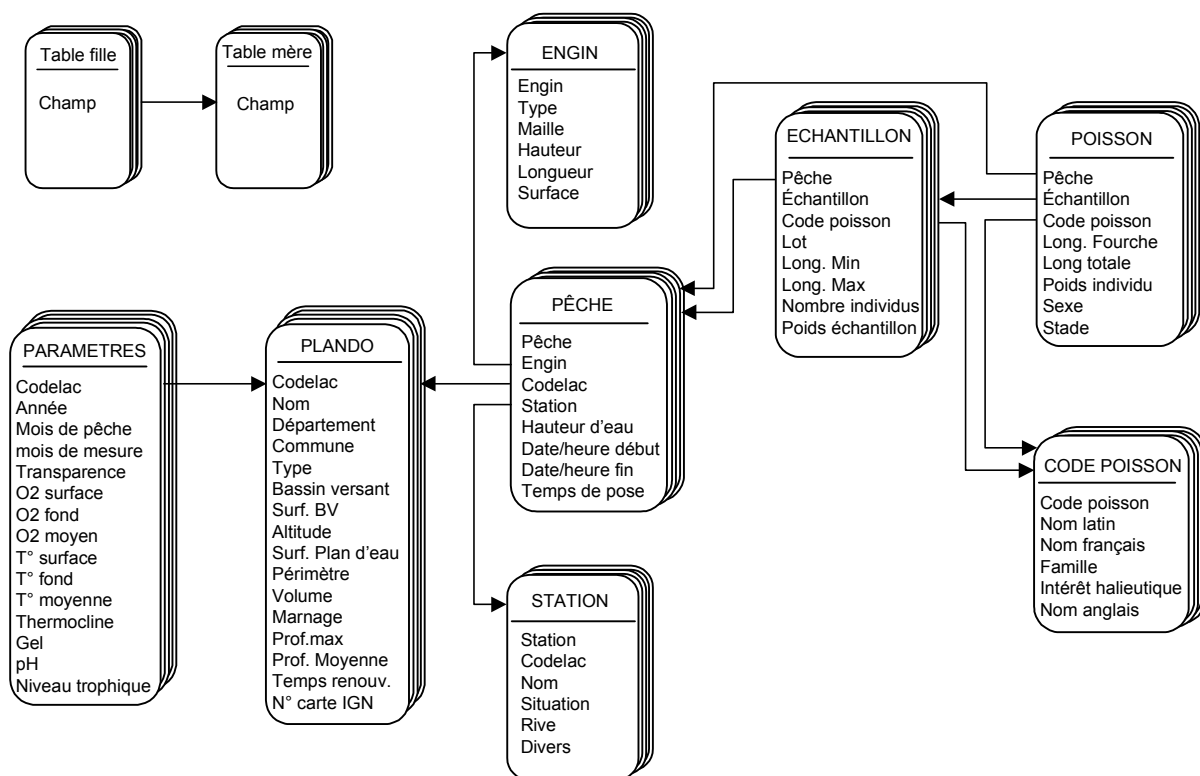 Table fille
Champ
Table mère
Champ
ENGIN
Engin
Type
Maille
Hauteur
Longueur
Surface
ECHANTILLON
Pêche
Échantillon
Code poisson
Lot
Long. Min
Long. Max
Nombre individus
Poids échantillon
POISSON
Pêche
Échantillon
Code poisson
Long. Fourche
Long totale
Poids individu
Sexe
Stade
PARAMETRES
Codelac
Année
Mois de pêche
mois de mesure
Transparence
O2 surface
O2 fond
O2 moyen
T° surface
T° fond
T° moyenne
Thermocline
Gel
pH
Niveau trophique
PLANDO
Codelac
Nom
Département
Commune
Type
Bassin versant
Surf. BV
Altitude
Surf. Plan d'eau
Périmètre
Volume
Marnage
Prof.max
Prof. Moyenne
Temps renouv.
N° carte IGN
PÊCHE
Pêche
Engin
Codelac
Station
Hauteur d'eau
Date/heure début
Date/heure fin
Temps de pose
CODE POISSON
Code poisson
Nom latin
Nom français
Famille
Intérêt halieutique
Nom anglais
STATION
Station
Codelac
Nom
Situation
Rive
Divers